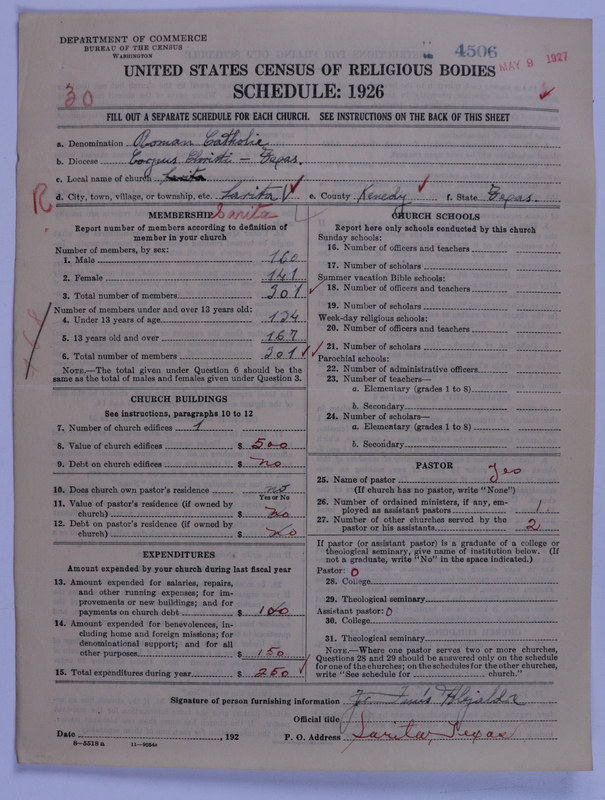 DEPARTMENT OF COMMERCE
BUREAU OF THE CENSUS
WASHINGTON
4506
MAY 9 1927
UNITED STATES CENSUS OF RELIGIOUS BODIES
SCHEDULE: 1926
30
FILL OUT A SEPARATE SCHEDULE FOR EACH CHURCH. SEE INSTRUCTIONS ON THE BACK OF THIS SHEET
a. Denomination Roman Catholic
b. Diocese Corpus Christi - Texas.
c. Local name of church Sarita
d. City, town, village, or township, etc. Sarita e. County Kenedy f. State Texas.
R
Sarita
MEMBERSHIP
Report number of members according to definition of
member in your church
Number of members, by sex:
1. Male 160
2. Female 141
3. Total number of members 301
Number of members under and over 13 years old:
4. Under 13 years of age 134
5. 13 years old and over 167
6. Total number of members 301
NOTE.—The total given under Question 6 should be
same as the total of males and females given under Question 3.
CHURCH BUILDINGS
See instructions, paragraphs 10 to 12
7. Number of church edifices 1
8. Value of church edifices $ 500
9. Debt on church edifices $ no
10. Does church own pastor's residence no
Yes or No
11. Value of pastor's residence (if owned by
church) $ no
12. Debt on pastor's residence (if owned by
church) $ no
EXPENDITURES
Amount expended by your church during last fiscal year
13. Amount expended for salaries, repairs,
and other running expenses; for im-
provements or new buildings; and for
payments on church debt $ 100
14. Amount expended for benevolences, in-
cluding home and foreign missions; for
denominational support; and for all
other purposes $ 150
15. Total expenditures during year $ 250
CHURCH SCHOOLS
Report here only schools conducted by this church
Sunday schools:
16. Number of officers and teachers
17. Number of scholars
Summer vacation Bible schools:
18. Number of officers and teachers
19. Number of scholars
Week-day religious schools:
20. Number of officers and teachers
21. Number of scholars
Parochial schools:
22. Number of administrative officers
23. Number of teachers—
a. Elementary (grades 1 to 8)
b. Secondary
24. Number of scholars—
a. Elementary (grades 1 to 8)
b. Secondary
PASTOR
25. Name of pastor Yes
(If church has no pastor, write "None")
26. Number of ordained ministers, if any, em-
ployed as assistant pastors 1
27. Number of other churches served by the
pastor or his assistants 2
If pastor (or assistant pastor) is a graduate of a college or
theological seminary, give name of institution below. (If
not a graduate, write "No" in the space indicated.)
Pastor: 0
28. College
29. Theological seminary
Assistant pastor: 0
30. College
31. Theological seminary
NOTE.—Where one pastor serves two or more churches,
Questions 28 and 29 should be answered only on the schedule
for one of the churches; on the schedules for the other churches,
write "See schedule for church."
Signature of person furnishing information
Official title
Date , 192 P. O. Address Sarita, Texas
8-5518 a 11-9034